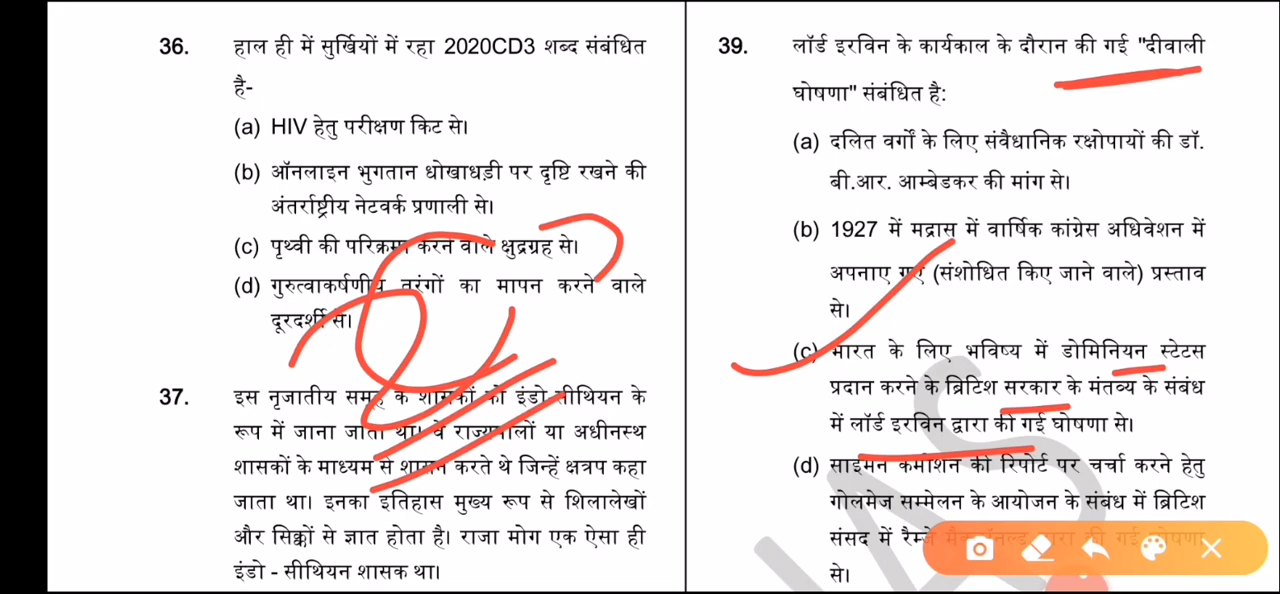 36. हाल ही में सुर्खियों में रहा 2020CD3 शब्द संबंधित
है-
(a) HIV हेतु परीक्षण किट से।
(b) ऑनलाइन भुगतान धोखाधड़ी पर दृष्टि रखने की
अंतर्राष्ट्रीय नेटवर्क प्रणाली से।
(c) पृथ्वी की परिक्रमा करने वाले क्षुद्रग्रह से।
(d) गुरुत्वाकर्षणीय तरंगों का मापन करने वाले
दूरदर्शी से।
37. इस नृजातीय समूह के शासकों को इंडो सीथियन के
रूप में जाना जाता था। वे राज्यपालों या अधीनस्थ
शासकों के माध्यम से शासन करते थे जिन्हें क्षत्रप कहा
जाता था। इनका इतिहास मुख्य रूप से शिलालेखों
और सिक्कों से ज्ञात होता है। राजा मोग एक ऐसा ही
इंडो - सीथियन शासक था।
39. लॉर्ड इरविन के कार्यकाल के दौरान की गई "दीवाली
घोषणा" संबंधित है:
(a) दलित वर्गों के लिए संवैधानिक रक्षोपायों की डॉ.
बी.आर. आम्बेडकर की मांग से।
(b) 1927 में मद्रास में वार्षिक कांग्रेस अधिवेशन में
अपनाए गए (संशोधित किए जाने वाले) प्रस्ताव
से।
(c) भारत के लिए भविष्य में डोमिनियन स्टेटस
प्रदान करने के ब्रिटिश सरकार के मंतव्य के संबंध
में लॉर्ड इरविन द्वारा की गई घोषणा से।
(d) साइमन कमीशन की रिपोर्ट पर चर्चा करने हेतु
गोलमेज सम्मेलन के आयोजन के संबंध में ब्रिटिश
संसद में रैम्जे मैकडॉनल्ड द्वारा की गई घोषणा
से।